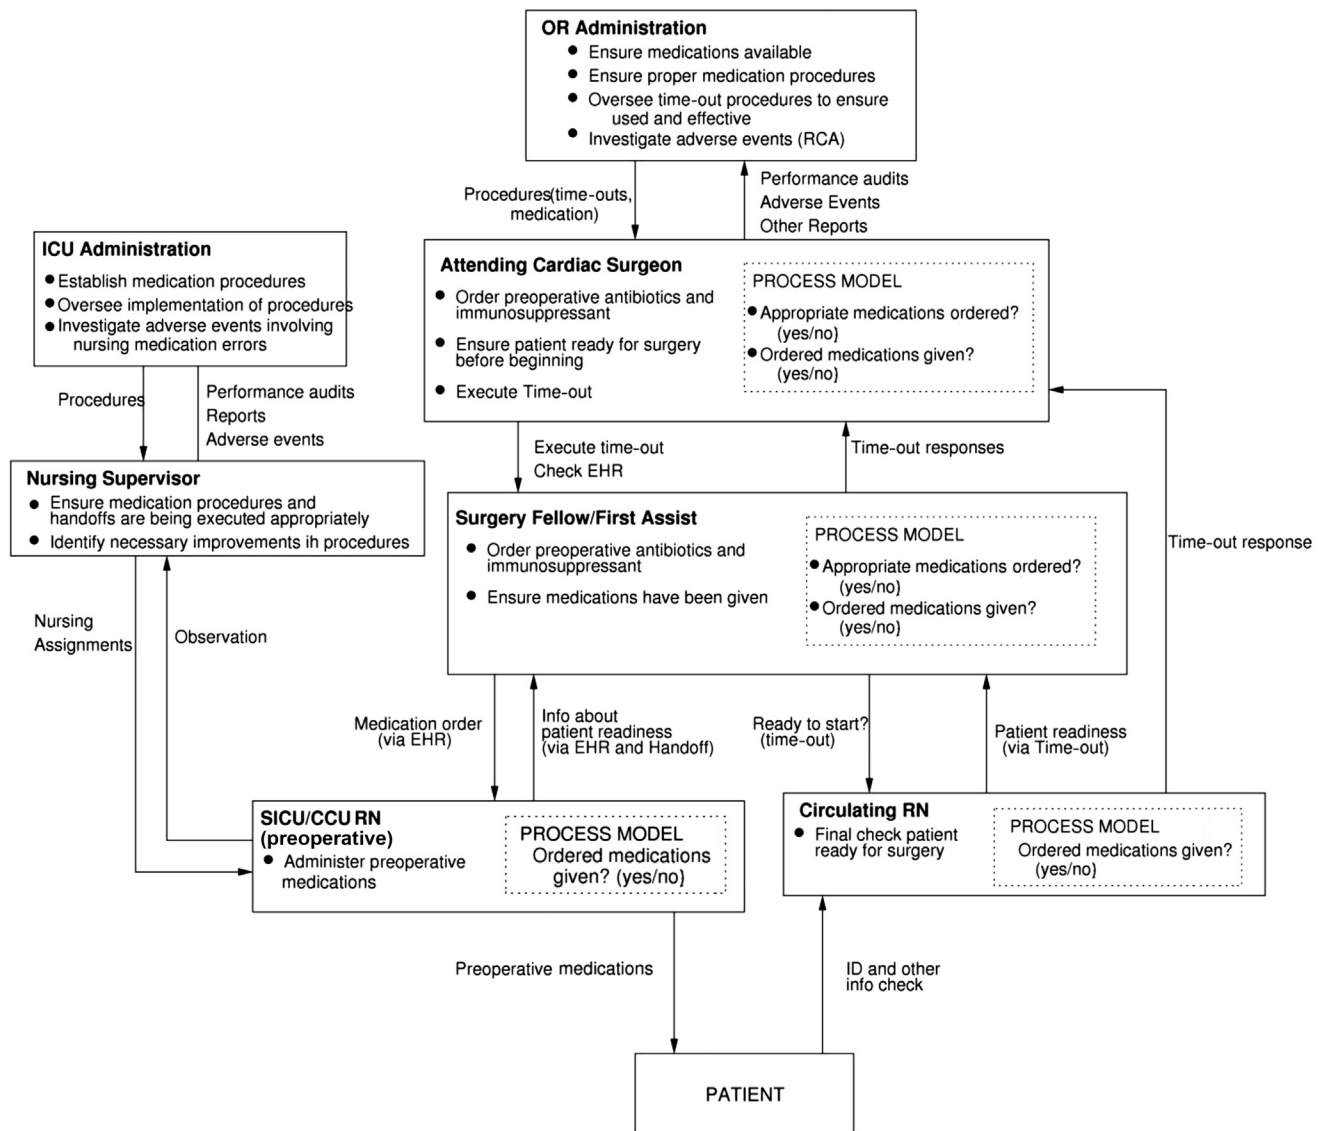 OR Administration
● Ensure medications available
● Ensure proper medication procedures
● Oversee time-out procedures to ensure
used and effective
● Investigate adverse events (RCA)
Procedures(time-outs,
medication)
Performance audits
Adverse Events
Other Reports
ICU Administration
● Establish medication procedures
● Oversee implementation of procedures
● Investigate adverse events involving
nursing medication errors
Attending Cardiac Surgeon
● Order preoperative antibiotics and
immunosuppressant
● Ensure patient ready for surgery
before beginning
● Execute Time-out
PROCESS MODEL
● Appropriate medications ordered?
(yes/no)
● Ordered medications given?
(yes/no)
Procedures
Performance audits
Reports
Adverse events
Execute time-out
Check EHR
Time-out responses
Nursing Supervisor
● Ensure medication procedures and
handoffs are being executed appropriately
● Identify necessary improvements ih procedures
Surgery Fellow/First Assist
● Order preoperative antibiotics and
immunosuppressant
● Ensure medications have been given
PROCESS MODEL
● Appropriate medications ordered?
(yes/no)
● Ordered medications given?
(yes/no)
Time-out response
Nursing
Assignments
Observation
Medication order
(via EHR)
Info about
patient readiness
(via EHR and Handoff)
Ready to start?
(time-out)
Patient readiness
(via Time-out)
SICU/CCU RN
(preoperative)
● Administer preoperative
medications
PROCESS MODEL
Ordered medications
given? (yes/no)
Circulating RN
● Final check patient
ready for surgery
PROCESS MODEL
Ordered medications given?
(yes/no)
Preoperative medications
ID and other
info check
PATIENT